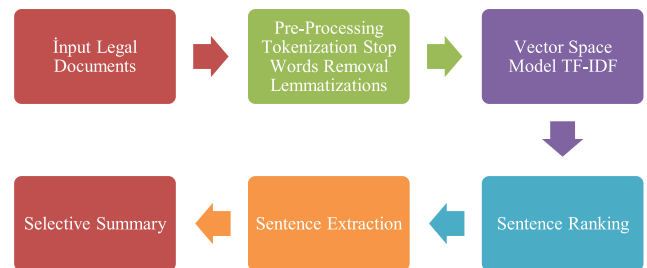 İnput Legal
Documents
Pre-Processing
Tokenization Stop
Words Removal
Lemmatizations
Vector Space
Model TF-IDF
Selective Summary
Sentence Extraction
Sentence Ranking